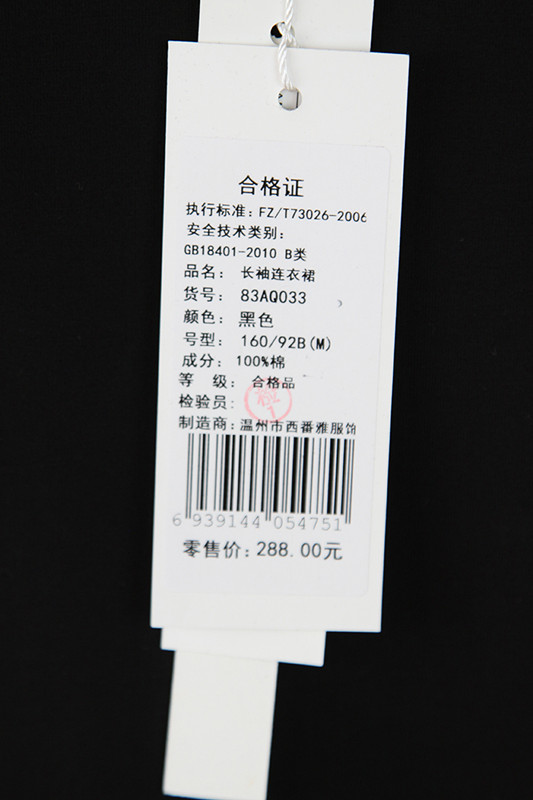 合格证
执行标准: FZ/T73026-2006
安全技术类别:
GB18401-2010 B类
品名: 长袖连衣裙
货号: 83AQ033
颜色: 黑色
号型: 160/92B(M)
成分: 100%棉
等 级: 合格品
检验员:
制造商: 温州市西番雅服饰
6 939144 054751
零售价: 288.00元